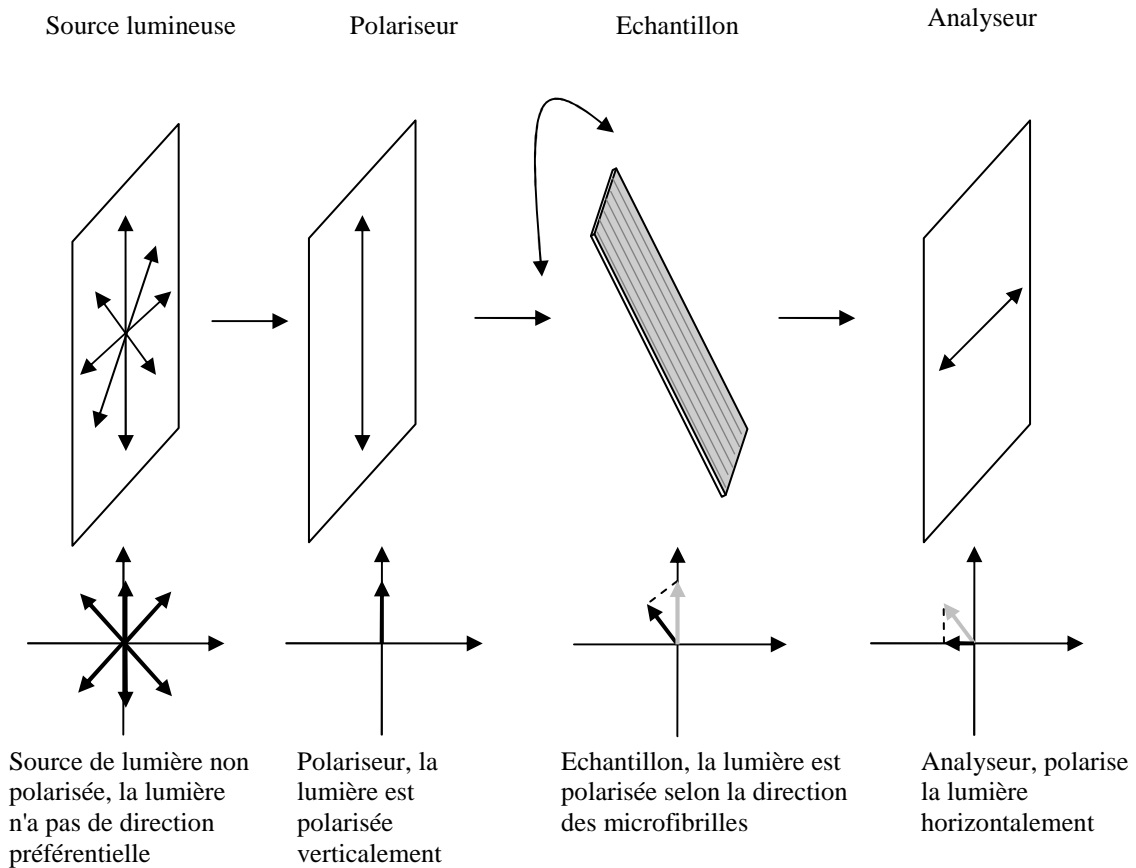 Source lumineuse
Polariseur
Echantillon
Analyseur
Source de lumière non
polarisée, la lumière
n'a pas de direction
préférentielle
Polariseur, la
lumière est
polarisée
verticalement
Echantillon, la lumière est
polarisée selon la direction
des microfibrilles
Analyseur, polarise
la lumière
horizontalement